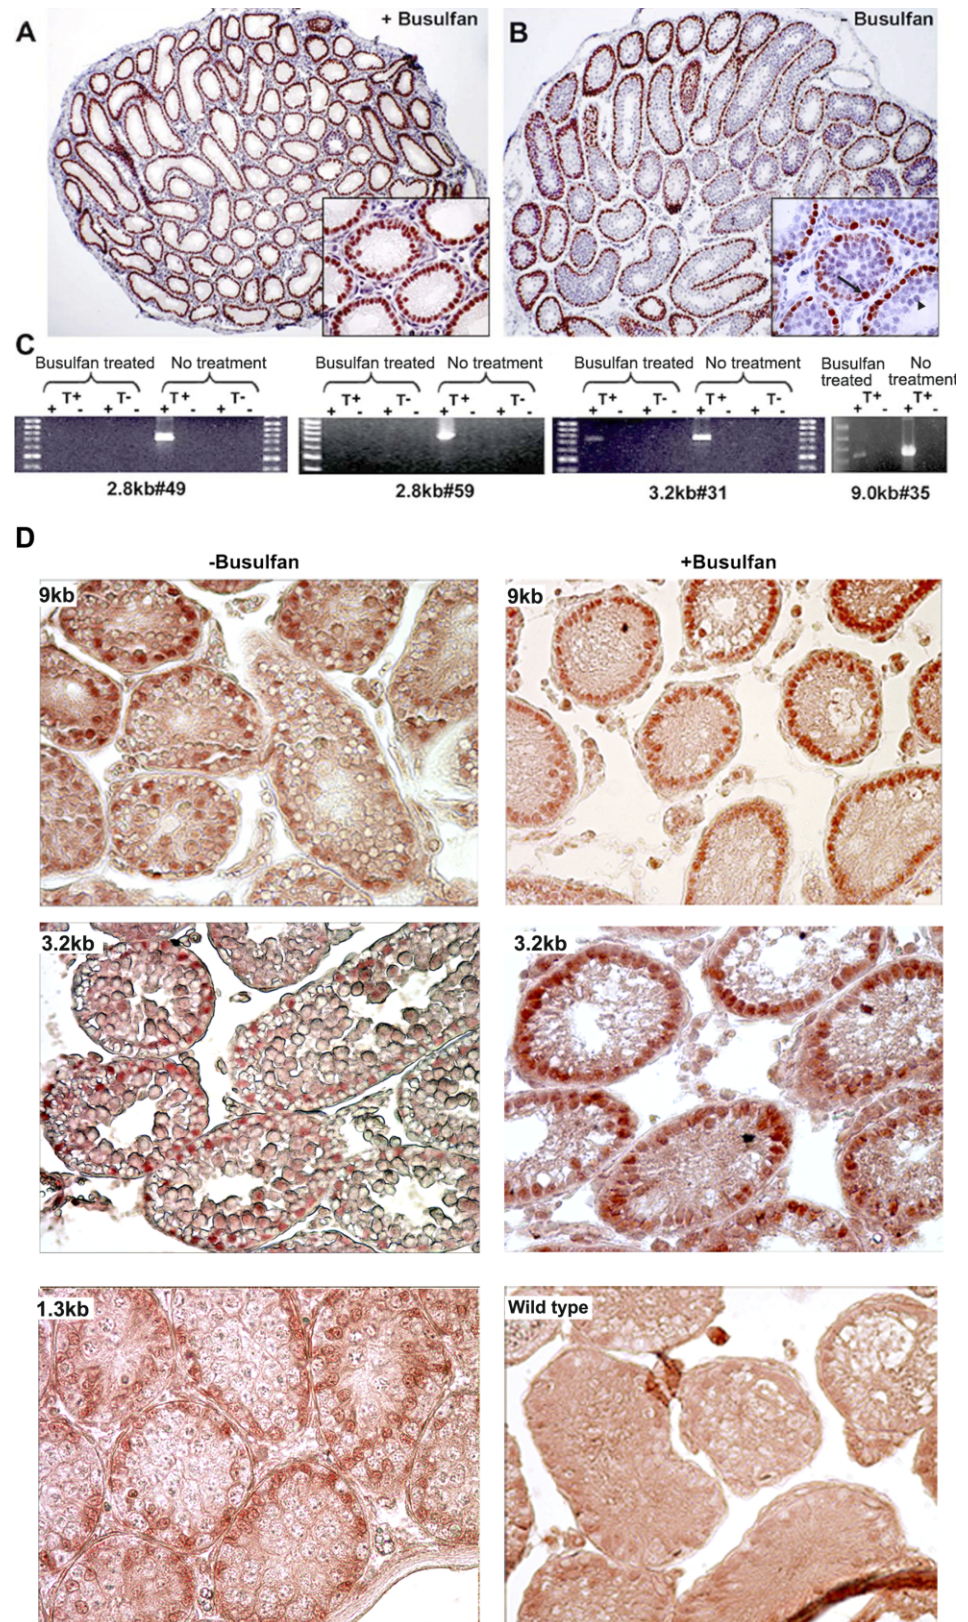 A
+ Busulfan
B
- Busulfan
C
Busulfan treated
No treatment
T+
T-
T+
T-
+ - + - + - + -
2.8kb#49
Busulfan treated
No treatment
T+
T-
T+
T-
+ - + - + - + -
2.8kb#59
Busulfan treated
No treatment
T+
T-
T+
T-
+ - + - + - + -
3.2kb#31
Busulfan
treated
No
treatment
T+
T+
+ - + -
9.0kb#35
D
-Busulfan
+Busulfan
9kb
9kb
3.2kb
3.2kb
1.3kb
Wild type